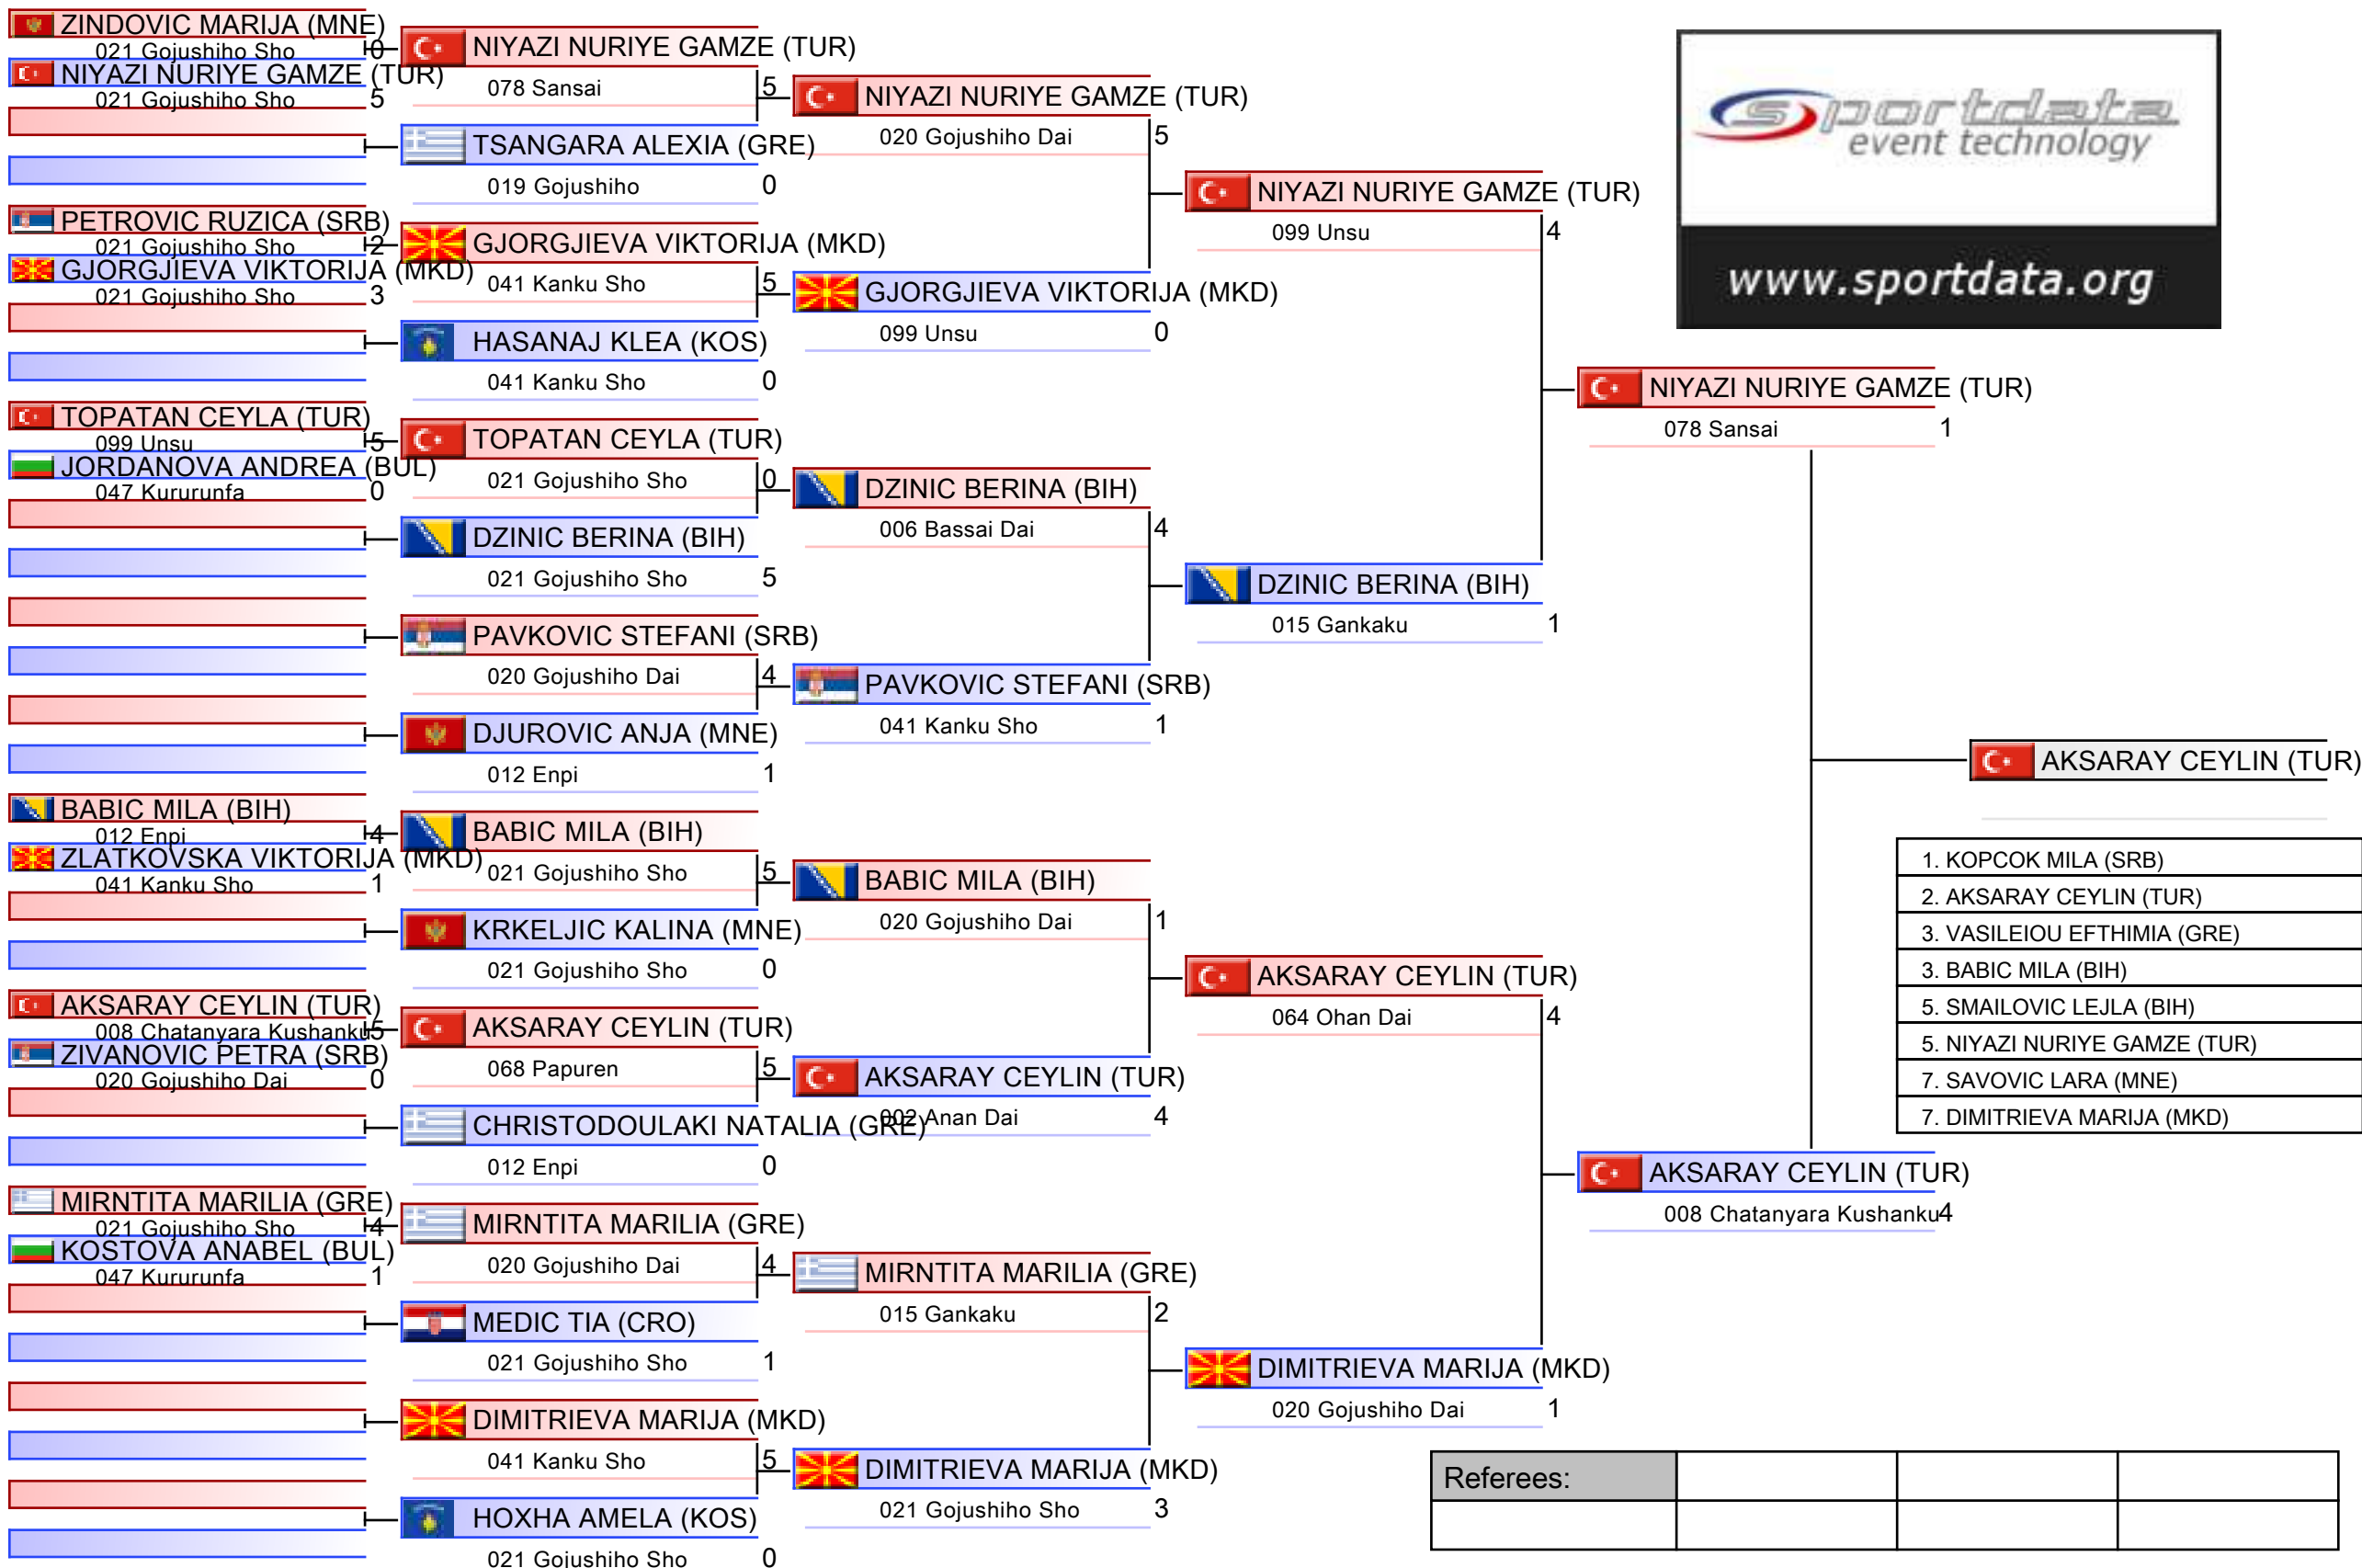 ZINDOVIC MARIJA (MNE)
021 Gojushiho Sho 0
NIYAZI NURIYE GAMZE (TUR)
021 Gojushiho Sho 5
PETROVIC RUZICA (SRB)
021 Gojushiho Sho 2
GJORGJIEVA VIKTORIJA (MKD)
021 Gojushiho Sho 3
TOPATAN CEYLA (TUR)
099 Unsu 5
JORDANOVA ANDREA (BUL)
047 Kururunfa 0
BABIC MILA (BIH)
012 Enpi 4
ZLATKOVSKA VIKTORIJA (MKD)
041 Kanku Sho 1
AKSARAY CEYLIN (TUR)
008 Chatanyara Kushanku 5
ZIVANOVIC PETRA (SRB)
020 Gojushiho Dai 0
MIRNTITA MARILIA (GRE)
021 Gojushiho Sho 4
KOSTOVA ANABEL (BUL)
047 Kururunfa 1
NIYAZI NURIYE GAMZE (TUR)
078 Sansai 5
TSANGARA ALEXIA (GRE)
019 Gojushiho 0
GJORGJIEVA VIKTORIJA (MKD)
041 Kanku Sho 5
HASANAJ KLEA (KOS)
041 Kanku Sho 0
TOPATAN CEYLA (TUR)
021 Gojushiho Sho 0
DZINIC BERINA (BIH)
021 Gojushiho Sho 5
PAVKOVIC STEFANI (SRB)
020 Gojushiho Dai 4
DJUROVIC ANJA (MNE)
012 Enpi 1
BABIC MILA (BIH)
021 Gojushiho Sho 5
KRKELJIC KALINA (MNE)
021 Gojushiho Sho 0
AKSARAY CEYLIN (TUR)
068 Papuren 5
CHRISTODOULAKI NATALIA (GRE)
012 Enpi 0
MIRNTITA MARILIA (GRE)
020 Gojushiho Dai 4
MEDIC TIA (CRO)
021 Gojushiho Sho 1
DIMITRIEVA MARIJA (MKD)
041 Kanku Sho 5
HOXHA AMELA (KOS)
021 Gojushiho Sho 0
NIYAZI NURIYE GAMZE (TUR)
020 Gojushiho Dai 5
GJORGJIEVA VIKTORIJA (MKD)
099 Unsu 0
DZINIC BERINA (BIH)
006 Bassai Dai 4
PAVKOVIC STEFANI (SRB)
041 Kanku Sho 1
BABIC MILA (BIH)
020 Gojushiho Dai 1
AKSARAY CEYLIN (TUR)
002 Anan Dai 4
MIRNTITA MARILIA (GRE)
015 Gankaku 2
DIMITRIEVA MARIJA (MKD)
021 Gojushiho Sho 3
NIYAZI NURIYE GAMZE (TUR)
099 Unsu 4
DZINIC BERINA (BIH)
015 Gankaku 1
AKSARAY CEYLIN (TUR)
064 Ohan Dai 4
DIMITRIEVA MARIJA (MKD)
020 Gojushiho Dai 1
NIYAZI NURIYE GAMZE (TUR)
078 Sansai 1
AKSARAY CEYLIN (TUR)
008 Chatanyara Kushanku 4
AKSARAY CEYLIN (TUR)
sportdata
event technology
www.sportdata.org
1. KOPCOK MILA (SRB)
2. AKSARAY CEYLIN (TUR)
3. VASILEIOU EFTHIMIA (GRE)
3. BABIC MILA (BIH)
5. SMAILOVIC LEJLA (BIH)
5. NIYAZI NURIYE GAMZE (TUR)
7. SAVOVIC LARA (MNE)
7. DIMITRIEVA MARIJA (MKD)
Referees: